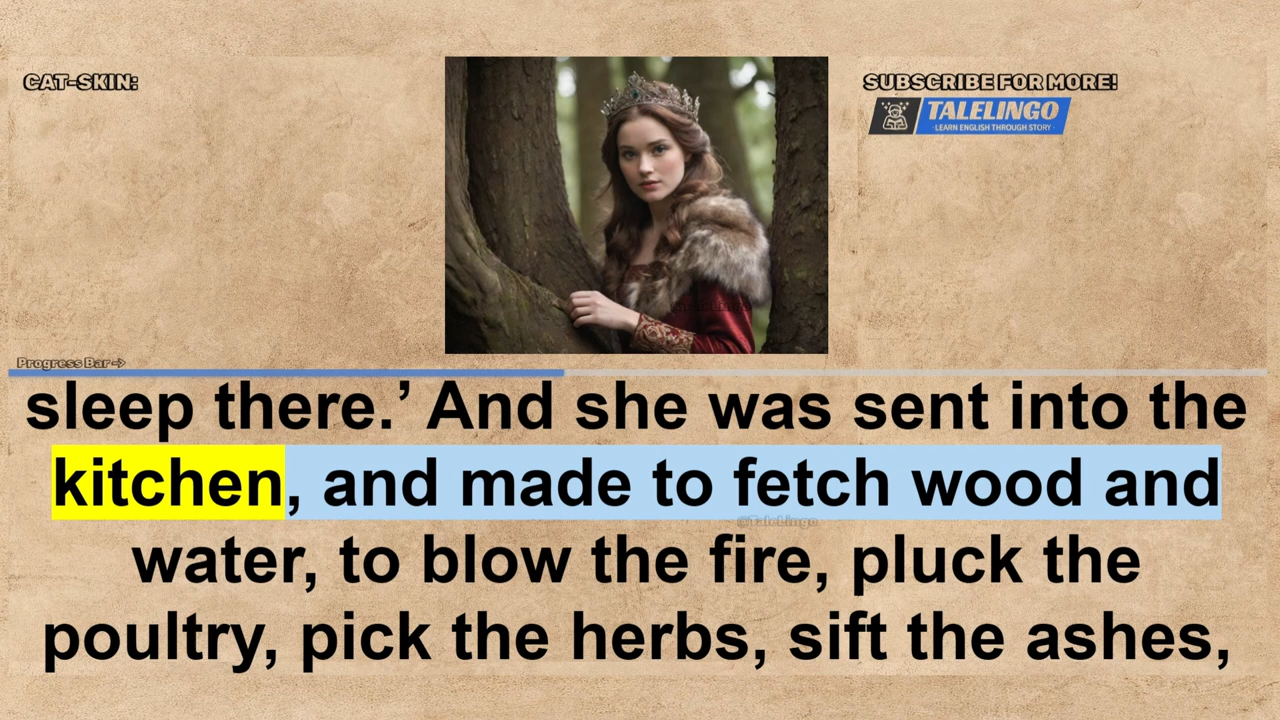 CAT-SKIN:
SUBSCRIBE FOR MORE!
TALELINGO
· LEARN ENGLISH THROUGH STORY ·
Progress Bar->
sleep there.’ And she was sent into the
kitchen, and made to fetch wood and
@TaleLingo
water, to blow the fire, pluck the
poultry, pick the herbs, sift the ashes,